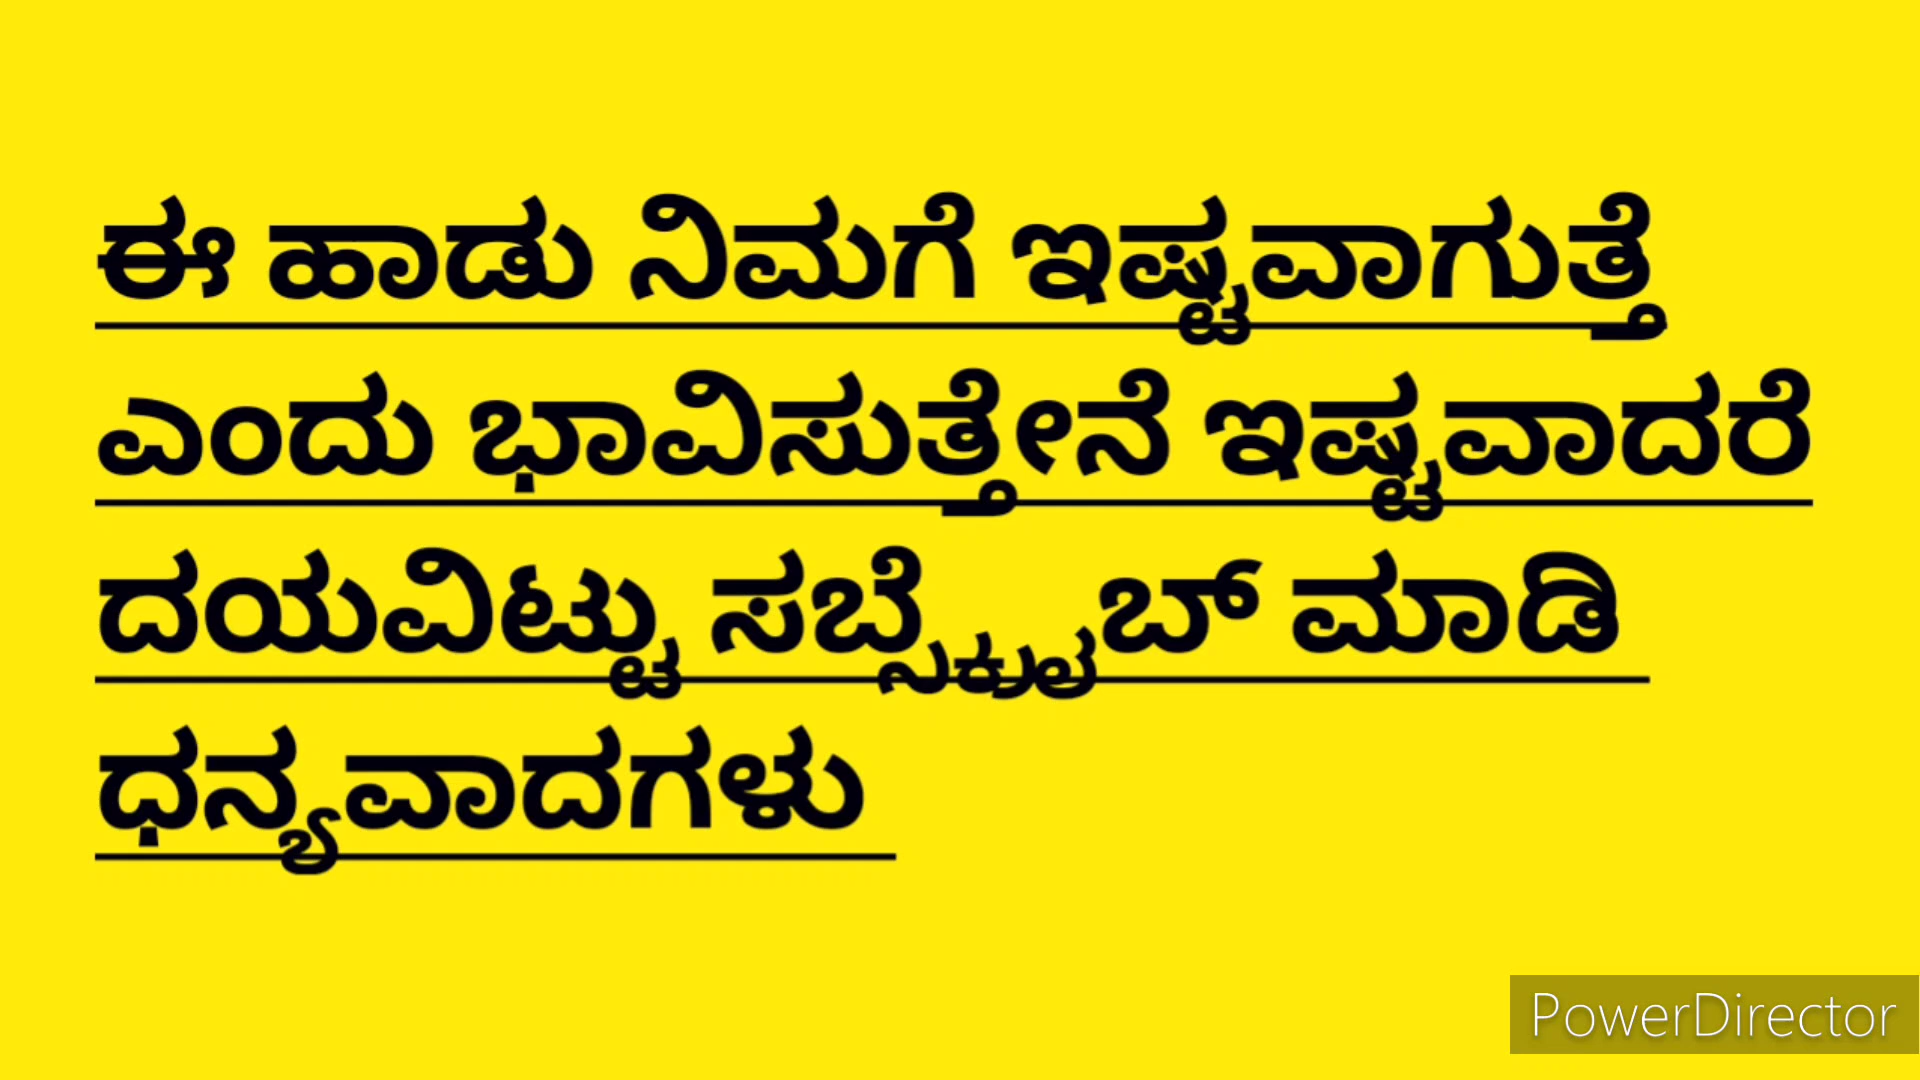 ಈ ಹಾಡು ನಿಮಗೆ ಇಷ್ಟವಾಗುತ್ತೆ
ಎಂದು ಭಾವಿಸುತ್ತೇನೆ ಇಷ್ಟವಾದರೆ
ದಯವಿಟ್ಟು ಸಬ್ಸ್ಕ್ರೈಬ್ ಮಾಡಿ
ಧನ್ಯವಾದಗಳು
PowerDirector